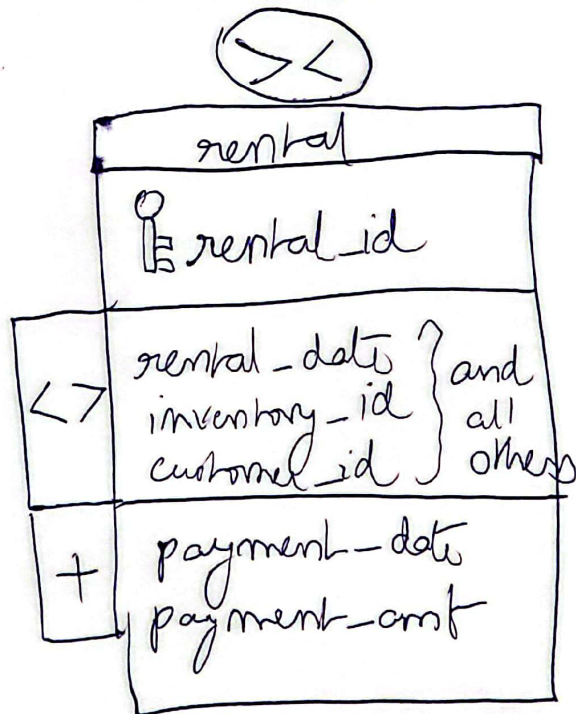 ><
rental
rental_id
<> rental_date
inventory_id } and all others
customer_id
+ payment_date
payment_amt